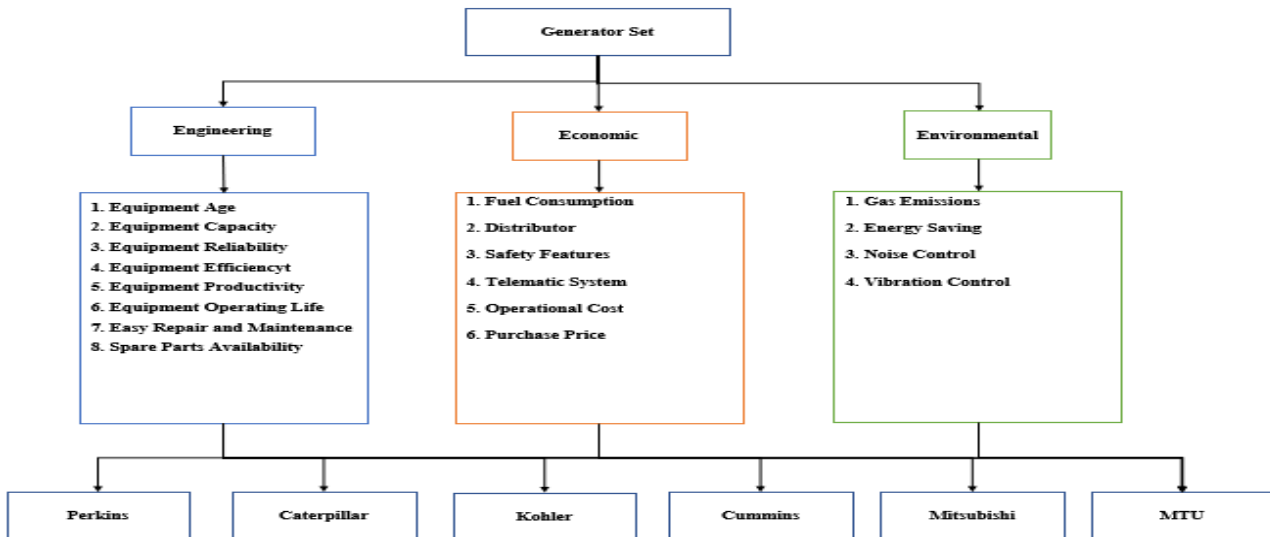 Generator Set
Engineering
Economic
Environmental
1. Equipment Age
2. Equipment Capacity
3. Equipment Reliability
4. Equipment Efficiencyt
5. Equipment Productivity
6. Equipment Operating Life
7. Easy Repair and Maintenance
8. Spare Parts Availability
1. Fuel Consumption
2. Distributor
3. Safety Features
4. Telematic System
5. Operational Cost
6. Purchase Price
1. Gas Emissions
2. Energy Saving
3. Noise Control
4. Vibration Control
Perkins
Caterpillar
Kohler
Cummins
Mitsubishi
MTU